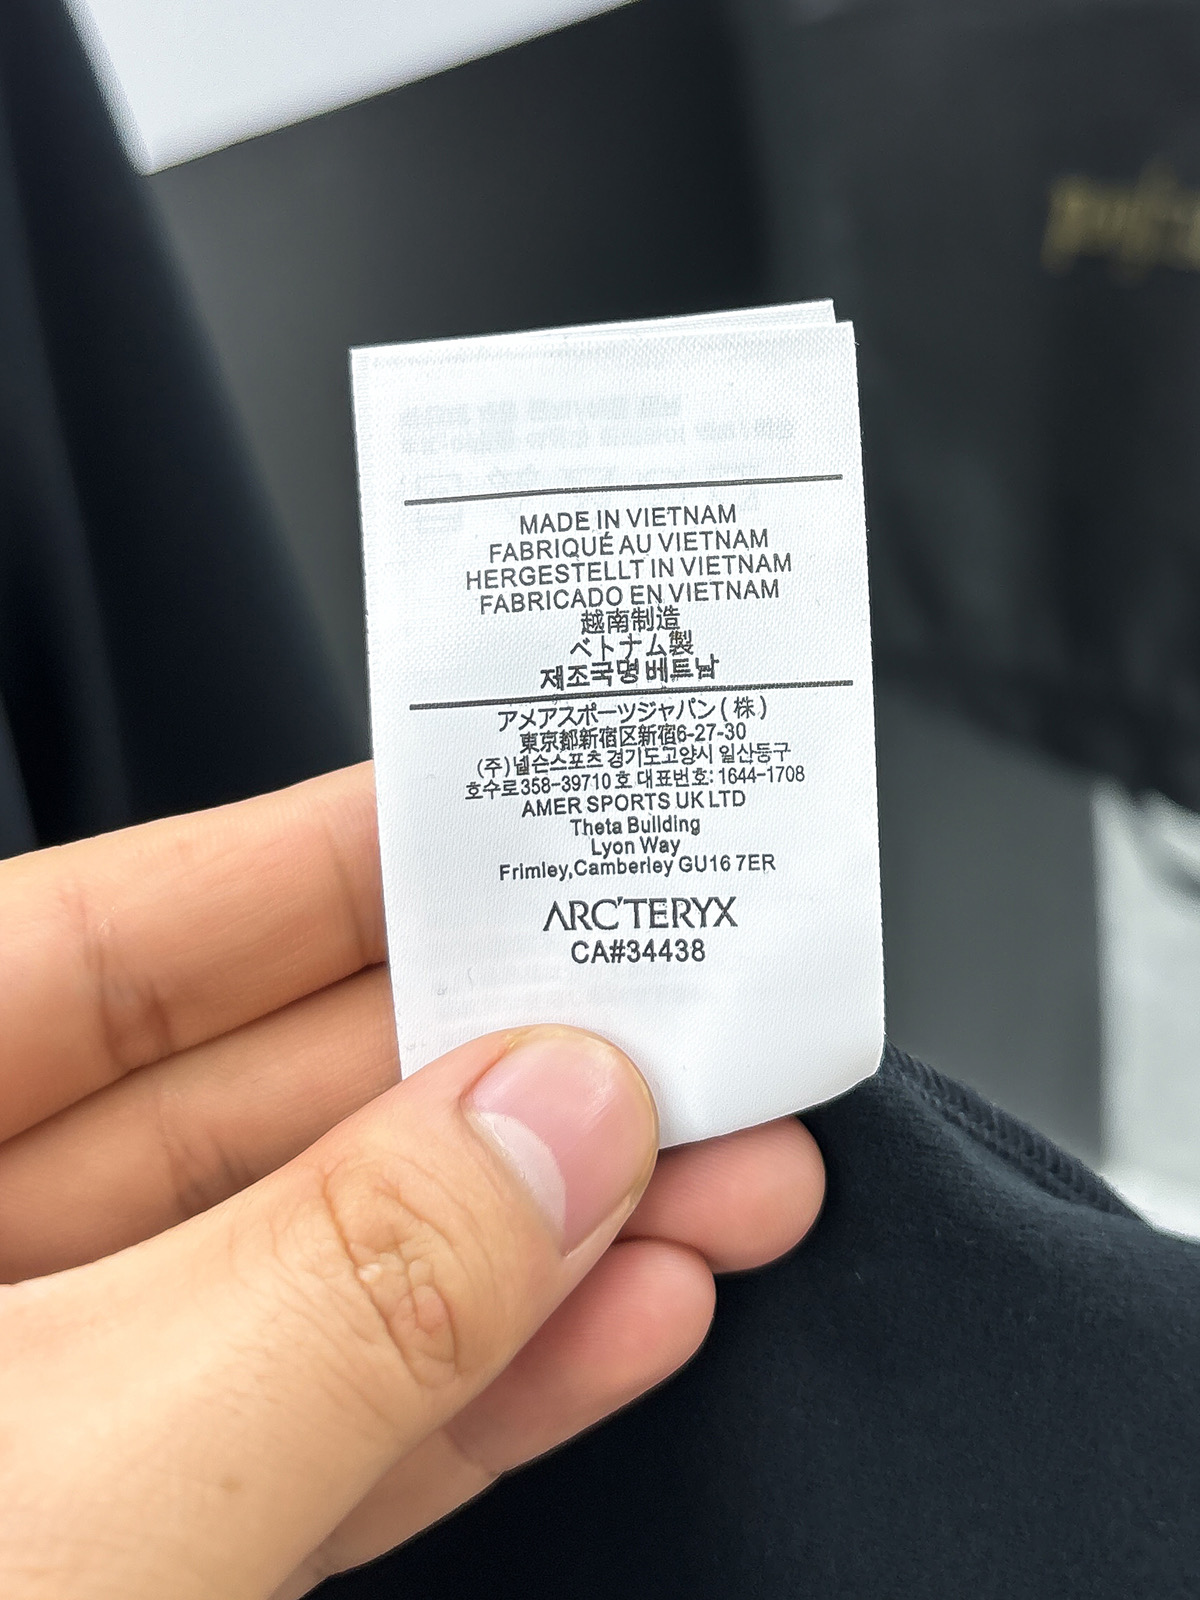 MADE IN VIETNAM
FABRIQUÉ AU VIETNAM
HERGESTELLT IN VIETNAM
FABRICADO EN VIETNAM
越南制造
ベトナム製
제조국명 베트남
アメアスポーツジャパン(株)
東京都新宿区新宿6-27-30
(주)넬슨스포츠 경기도고양시 일산동구
호수로358-39710호 대표번호: 1644-1708
AMER SPORTS UK LTD
Theta Building
Lyon Way
Frimley,Camberley GU16 7ER
ARC'TERYX
CA#34438